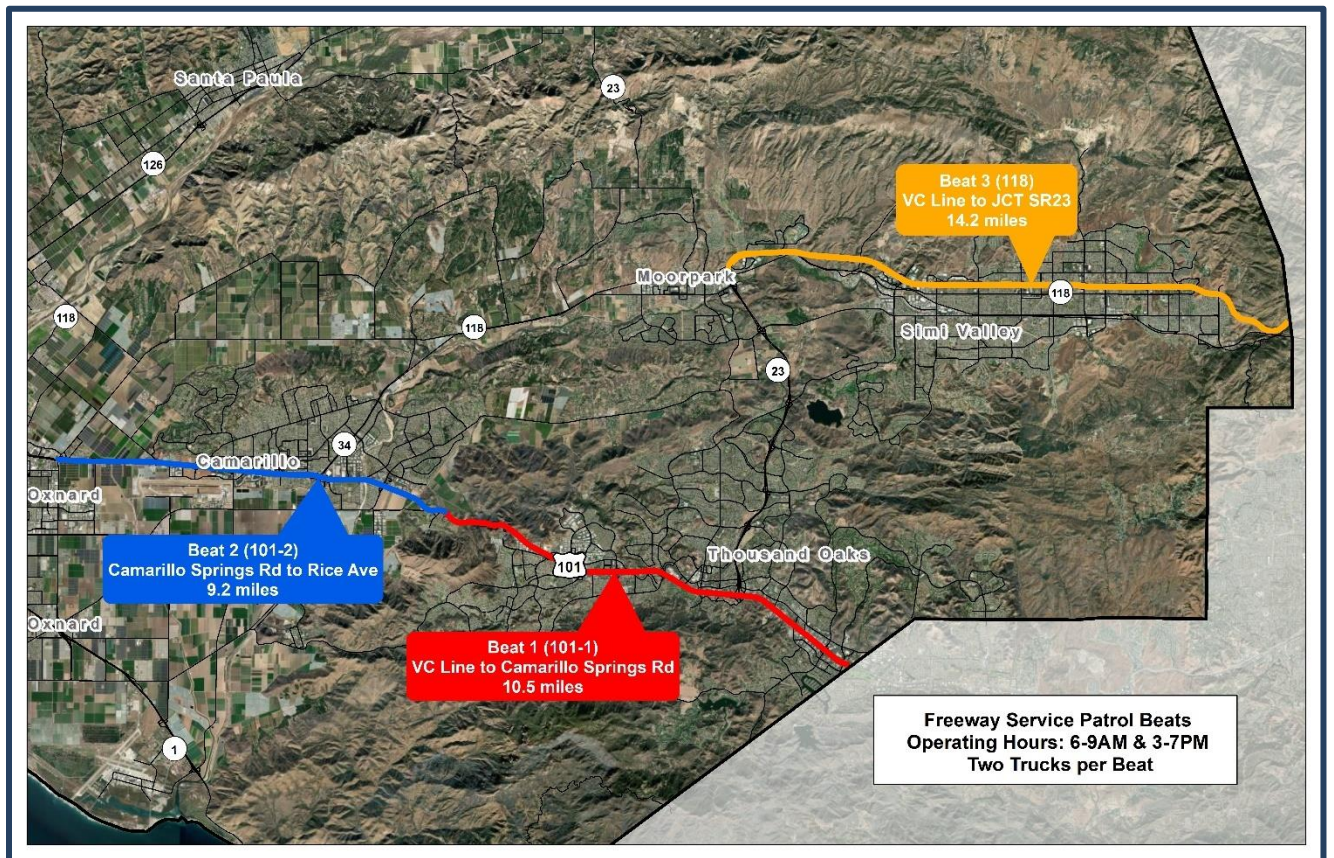 Santa Paula
23
126
Beat 3 (118)
VC Line to JCT SR23
14.2 miles
Moorpark
118
118
118
Simi Valley
23
34
Camarillo
Oxnard
Beat 2 (101-2)
Camarillo Springs Rd to Rice Ave
9.2 miles
101
Thousand Oaks
Oxnard
Beat 1 (101-1)
VC Line to Camarillo Springs Rd
10.5 miles
1
Freeway Service Patrol Beats
Operating Hours: 6-9AM & 3-7PM
Two Trucks per Beat